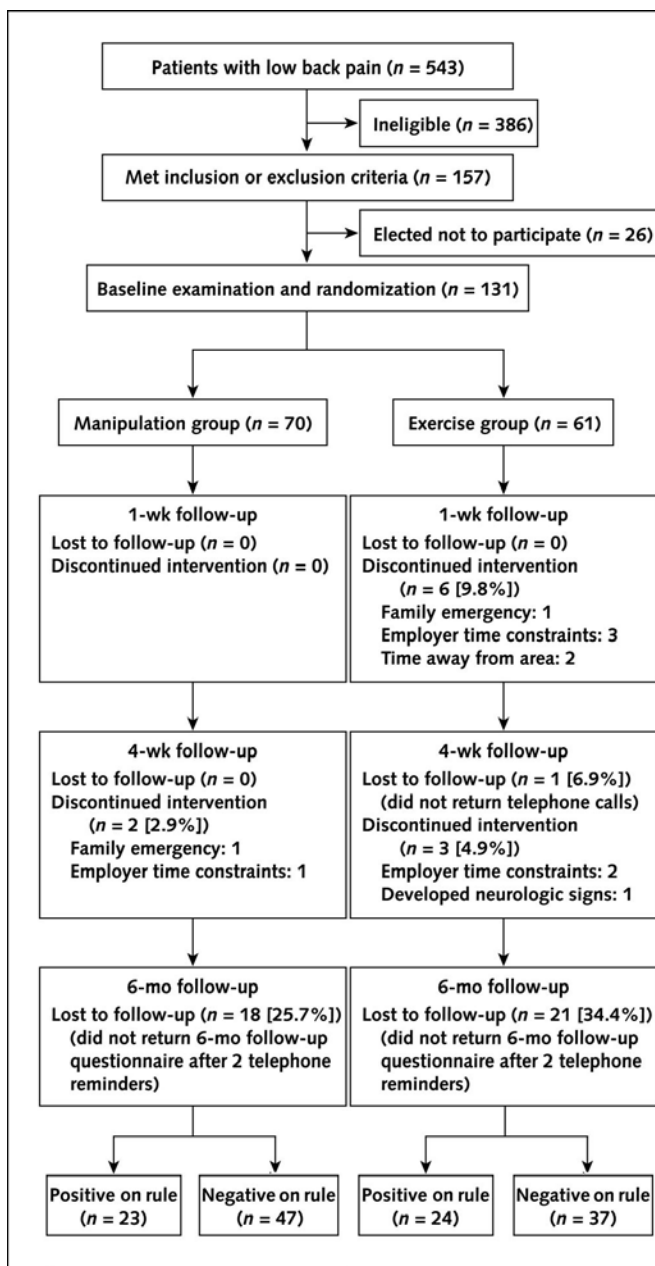 Patients with low back pain (n = 543)
Ineligible (n = 386)
Met inclusion or exclusion criteria (n = 157)
Elected not to participate (n = 26)
Baseline examination and randomization (n = 131)
Manipulation group (n = 70)
Exercise group (n = 61)
1-wk follow-up
Lost to follow-up (n = 0)
Discontinued intervention (n = 0)
1-wk follow-up
Lost to follow-up (n = 0)
Discontinued intervention
(n = 6 [9.8%])
Family emergency: 1
Employer time constraints: 3
Time away from area: 2
4-wk follow-up
Lost to follow-up (n = 0)
Discontinued intervention
(n = 2 [2.9%])
Family emergency: 1
Employer time constraints: 1
4-wk follow-up
Lost to follow-up (n = 1 [6.9%])
(did not return telephone calls)
Discontinued intervention
(n = 3 [4.9%])
Employer time constraints: 2
Developed neurologic signs: 1
6-mo follow-up
Lost to follow-up (n = 18 [25.7%])
(did not return 6-mo follow-up
questionnaire after 2 telephone
reminders)
6-mo follow-up
Lost to follow-up (n = 21 [34.4%])
(did not return 6-mo follow-up
questionnaire after 2 telephone
reminders)
Positive on rule
(n = 23)
Negative on rule
(n = 47)
Positive on rule
(n = 24)
Negative on rule
(n = 37)